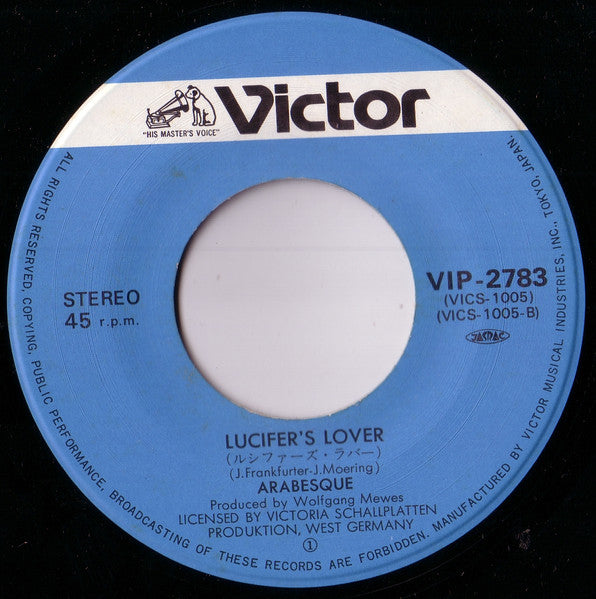 "HIS MASTER'S VOICE"
Victor
STEREO
45 r.p.m.
VIP-2783
(VICS-1005)
(VICS-1005-B)
JASRAC
LUCIFER'S LOVER
(ルシファーズ・ラバー)
(J.Frankfurter-J.Moering)
ARABESQUE
Produced by Wolfgang Mewes
LICENSED BY VICTORIA SCHALLPLATTEN
PRODUKTION, WEST GERMANY
①
ALL RIGHTS RESERVED, COPYING, PUBLIC PERFORMANCE, BROADCASTING OF THESE RECORDS ARE FORBIDDEN. MANUFACTURED BY VICTOR MUSICAL INDUSTRIES, INC., TOKYO, JAPAN.